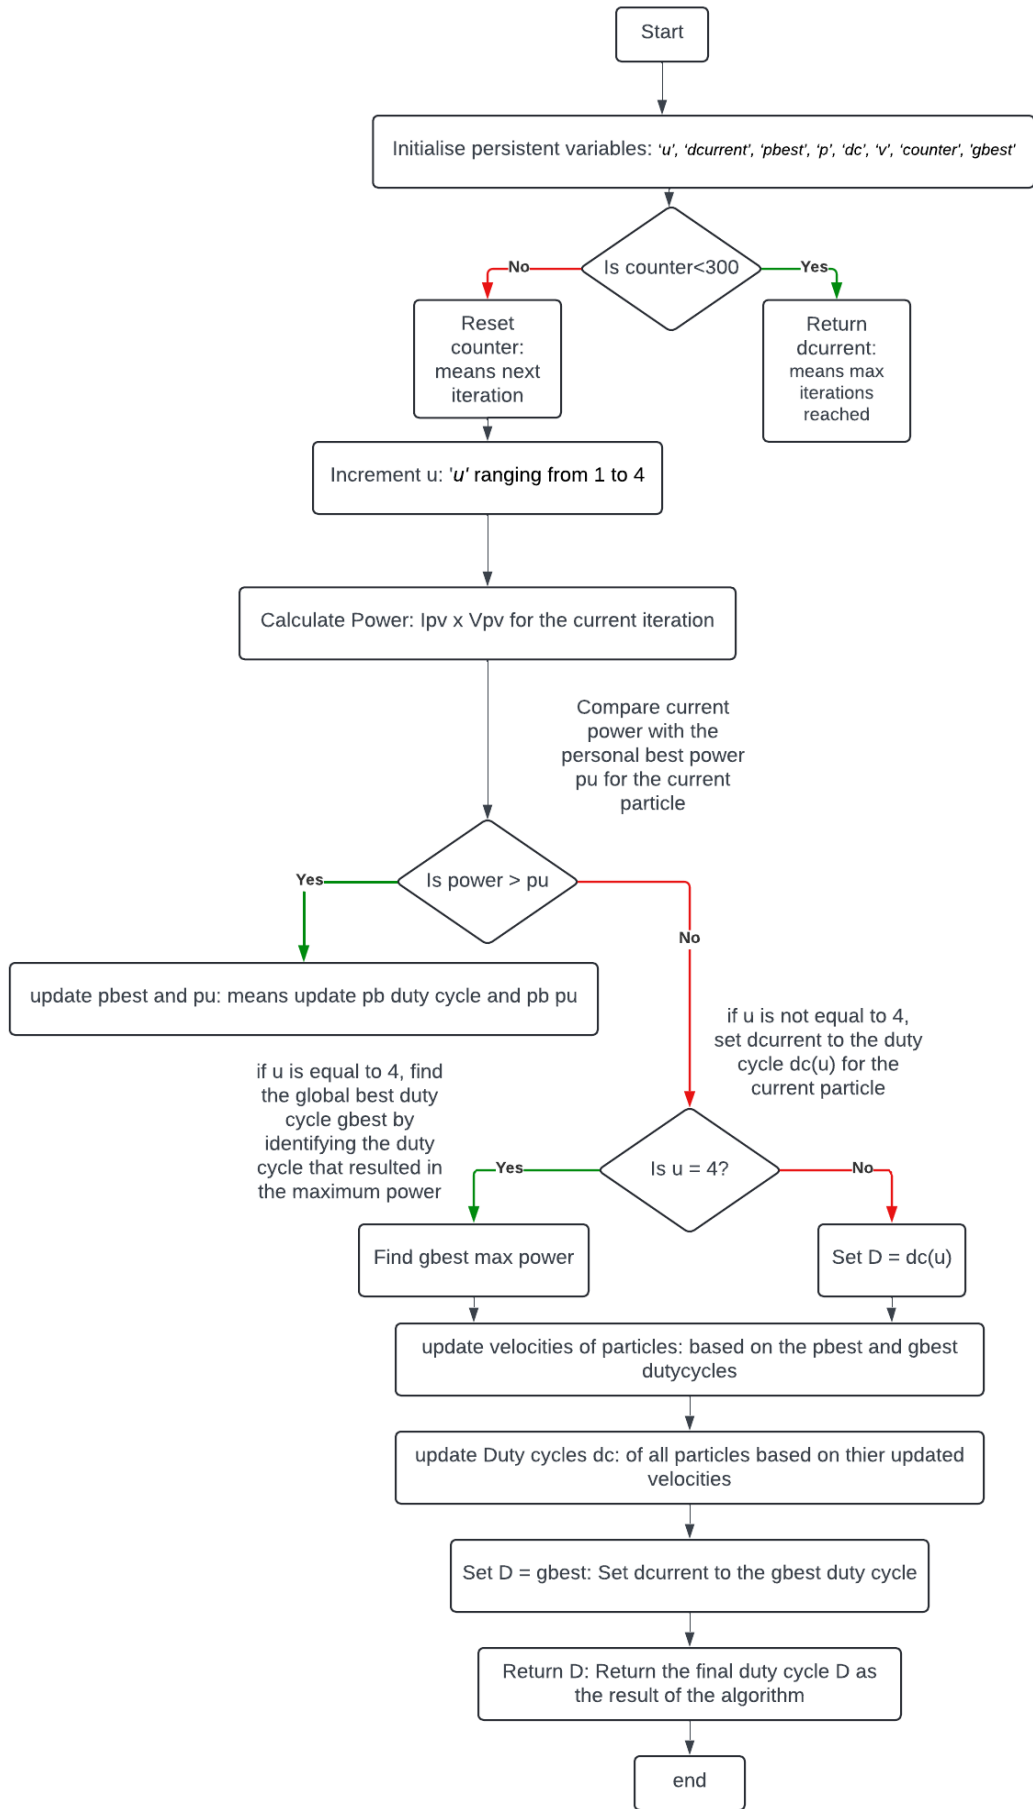 Start
Initialise persistent variables: 'u', 'dcurrent', 'pbest', 'p', 'dc', 'v', 'counter', 'gbest'
Is counter<300
No
Yes
Reset
counter:
means next
iteration
Return
dcurrent:
means max
iterations
reached
Increment u: 'u' ranging from 1 to 4
Calculate Power: Ipv x Vpv for the current iteration
Compare current
power with the
personal best power
pu for the current
particle
Is power > pu
Yes
No
update pbest and pu: means update pb duty cycle and pb pu
if u is not equal to 4,
set dcurrent to the duty
cycle dc(u) for the
current particle
if u is equal to 4, find
the global best duty
cycle gbest by
identifying the duty
cycle that resulted in
the maximum power
Is u = 4?
Yes
No
Find gbest max power
Set D = dc(u)
update velocities of particles: based on the pbest and gbest
dutycycles
update Duty cycles dc: of all particles based on thier updated
velocities
Set D = gbest: Set dcurrent to the gbest duty cycle
Return D: Return the final duty cycle D as
the result of the algorithm
end